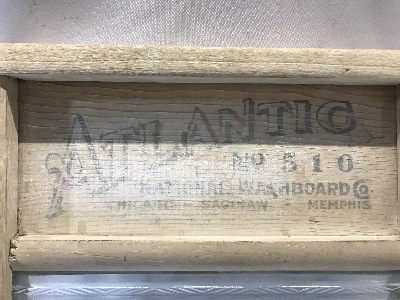 ATLANTIC
No 510
NATIONAL WASHBOARD Co
CHICAGO - SAGINAW - MEMPHIS